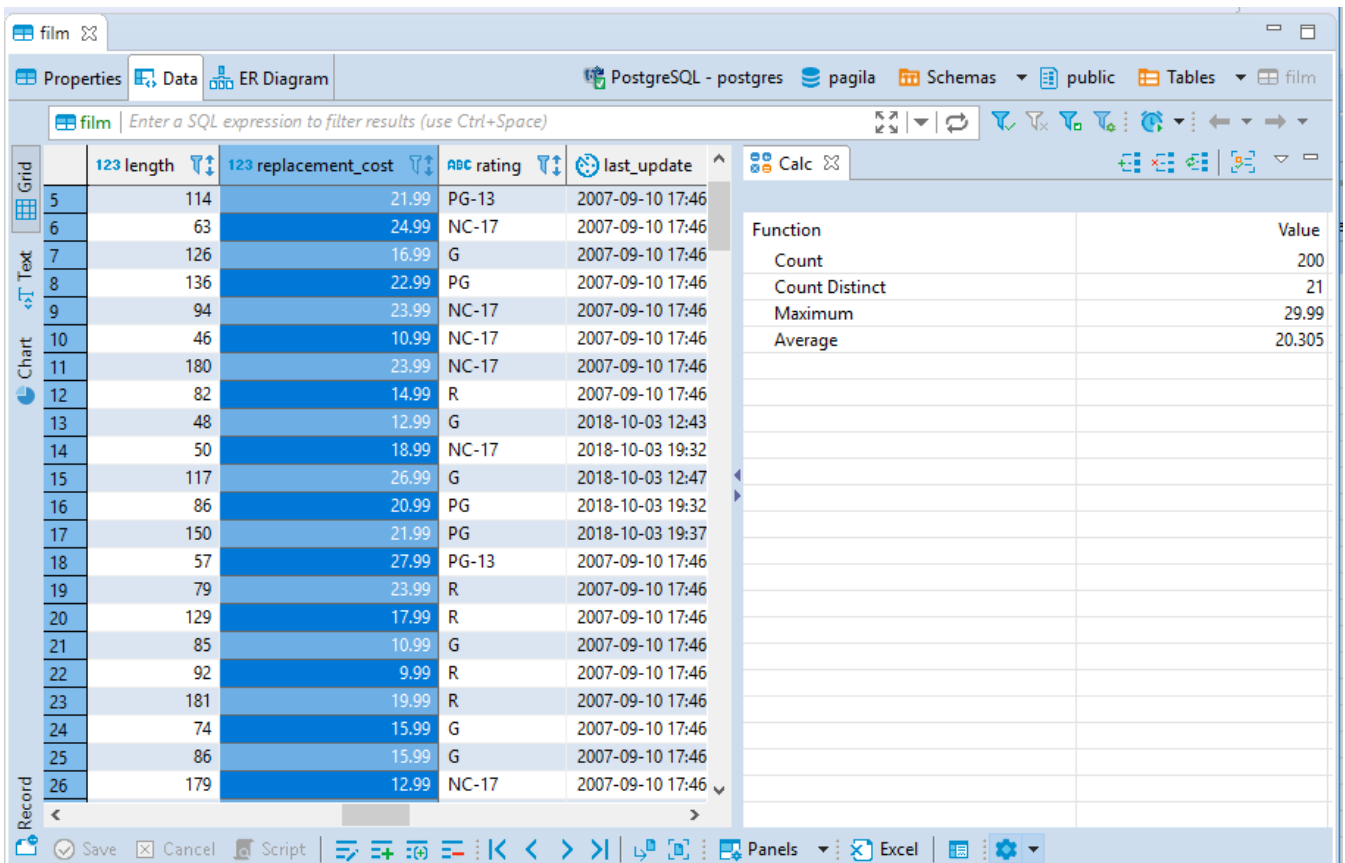 film
Properties Data ER Diagram PostgreSQL - postgres pagila Schemas public Tables film
film Enter a SQL expression to filter results (use Ctrl+Space)
Grid
Text
Chart
Record
123 length 123 replacement_cost ABC rating last_update
5 114 21.99 PG-13 2007-09-10 17:46
6 63 24.99 NC-17 2007-09-10 17:46
7 126 16.99 G 2007-09-10 17:46
8 136 22.99 PG 2007-09-10 17:46
9 94 23.99 NC-17 2007-09-10 17:46
10 46 10.99 NC-17 2007-09-10 17:46
11 180 23.99 NC-17 2007-09-10 17:46
12 82 14.99 R 2007-09-10 17:46
13 48 12.99 G 2018-10-03 12:43
14 50 18.99 NC-17 2018-10-03 19:32
15 117 26.99 G 2018-10-03 12:47
16 86 20.99 PG 2018-10-03 19:32
17 150 21.99 PG 2018-10-03 19:37
18 57 27.99 PG-13 2007-09-10 17:46
19 79 23.99 R 2007-09-10 17:46
20 129 17.99 R 2007-09-10 17:46
21 85 10.99 G 2007-09-10 17:46
22 92 9.99 R 2007-09-10 17:46
23 181 19.99 R 2007-09-10 17:46
24 74 15.99 G 2007-09-10 17:46
25 86 15.99 G 2007-09-10 17:46
26 179 12.99 NC-17 2007-09-10 17:46
Calc
Function Value
Count 200
Count Distinct 21
Maximum 29.99
Average 20.305
Save Cancel Script Panels Excel